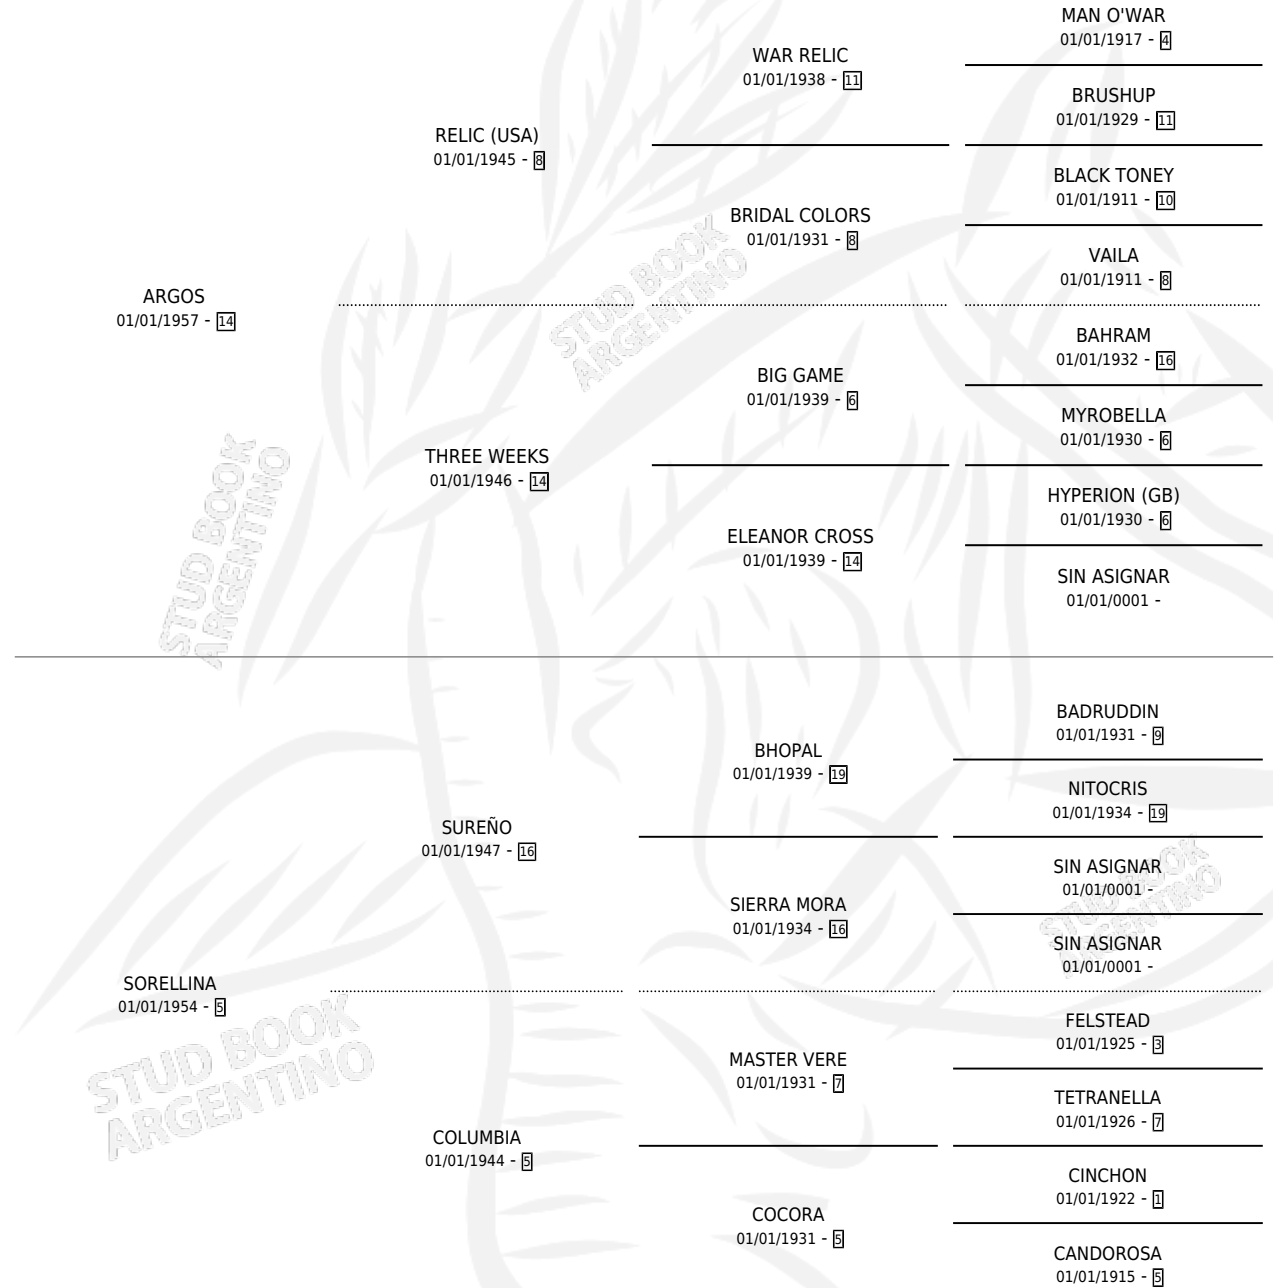 MAN O'WAR
01/01/1917 - 4
WAR RELIC
01/01/1938 - 11
BRUSHUP
01/01/1929 - 11
RELIC (USA)
01/01/1945 - 8
BLACK TONEY
01/01/1911 - 10
BRIDAL COLORS
01/01/1931 - 8
VAILA
01/01/1911 - 8
ARGOS
01/01/1957 - 14
BAHRAM
01/01/1932 - 16
BIG GAME
01/01/1939 - 6
MYROBELLA
01/01/1930 - 6
THREE WEEKS
01/01/1946 - 14
HYPERION (GB)
01/01/1930 - 6
ELEANOR CROSS
01/01/1939 - 14
SIN ASIGNAR
01/01/0001 -
BADRUDDIN
01/01/1931 - 9
BHOPAL
01/01/1939 - 19
NITOCRIS
01/01/1934 - 19
SUREÑO
01/01/1947 - 16
SIN ASIGNAR
01/01/0001 -
SIERRA MORA
01/01/1934 - 16
SIN ASIGNAR
01/01/0001 -
SORELLINA
01/01/1954 - 5
FELSTEAD
01/01/1925 - 3
MASTER VERE
01/01/1931 - 7
TETRANELLA
01/01/1926 - 7
COLUMBIA
01/01/1944 - 5
CINCHON
01/01/1922 - 1
COCORA
01/01/1931 - 5
CANDOROSA
01/01/1915 - 5
STUD BOOK
ARGENTINO
STUD BOOK
ARGENTINO
STUD BOOK
ARGENTINO
STUD BOOK
ARGENTINO